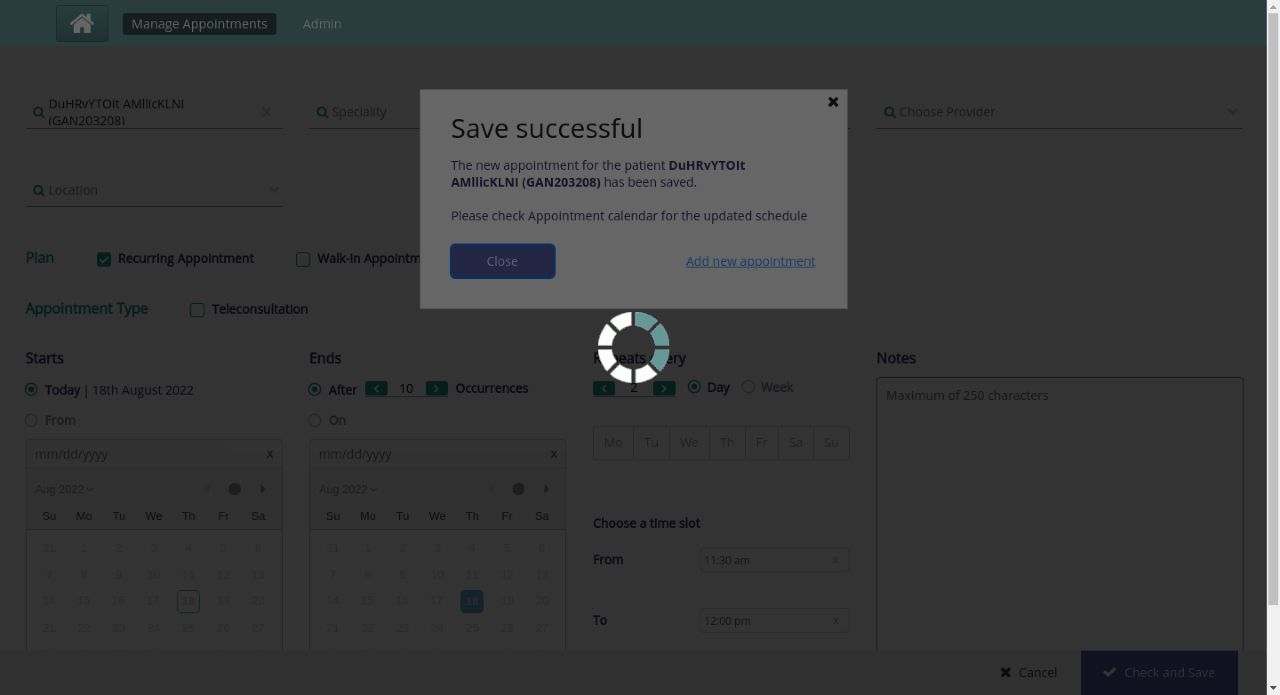 Manage Appointments
Admin
DuHRvYTOIt AMllicKLNI
(GAN203208)
Speciality
Choose Provider
Location
Save successful
The new appointment for the patient DuHRvYTOIt
AMllicKLNI (GAN203208) has been saved.
Please check Appointment calendar for the updated schedule
Close
Add new appointment
Plan
Recurring Appointment
Appointment Type
Teleconsultation
Starts
Ends
Notes
Today | 18th August 2022
After 10 Occurrences
2 Day Week
Maximum of 250 characters
From
On
mm/dd/yyyy x
mm/dd/yyyy x
Mo Tu We Th Fr Sa Su
Aug 2022
Aug 2022
Su Mo Tu We Th Fr Sa
Su Mo Tu We Th Fr Sa
Choose a time slot
31 1 2 3 4 5 6
31 1 2 3 4 5 6
From 11:30 am x
7 8 9 10 11 12 13
7 8 9 10 11 12 13
14 15 16 17 18 19 20
14 15 16 17 18 19 20
To 12:00 pm x
21 22 23 24 25 26 27
21 22 23 24 25 26 27
Cancel
Check and Save